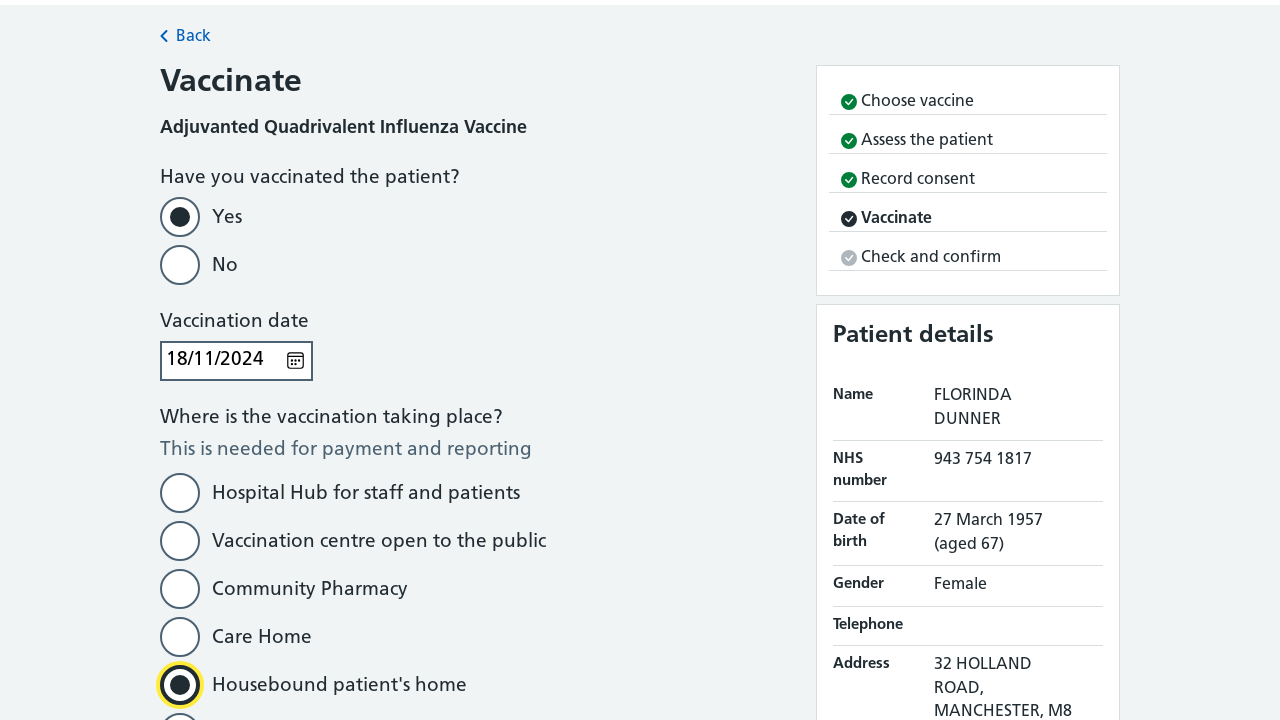 Back
Vaccinate
Adjuvanted Quadrivalent Influenza Vaccine
Have you vaccinated the patient?
Yes
No
Vaccination date
18/11/2024
Where is the vaccination taking place?
This is needed for payment and reporting
Hospital Hub for staff and patients
Vaccination centre open to the public
Community Pharmacy
Care Home
Housebound patient's home
Choose vaccine
Assess the patient
Record consent
Vaccinate
Check and confirm
Patient details
Name
FLORINDA
DUNNER
NHS
number
943 754 1817
Date of
birth
27 March 1957
(aged 67)
Gender
Female
Telephone
Address
32 HOLLAND
ROAD,
MANCHESTER, M8